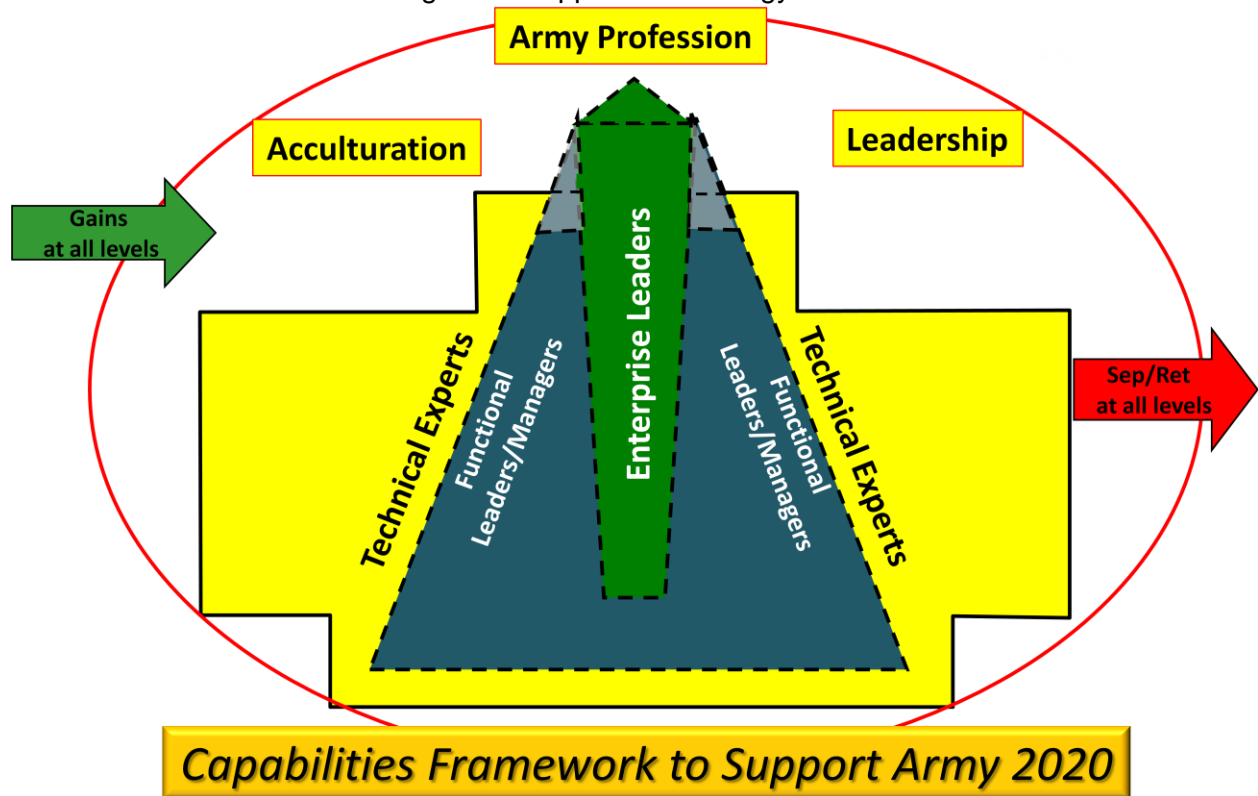 Army Profession
Acculturation
Leadership
Gains
at all levels
Enterprise Leaders
Technical Experts
Functional
Leaders/Managers
Functional
Leaders/Managers
Technical Experts
Sep/Ret
at all levels
Capabilities Framework to Support Army 2020